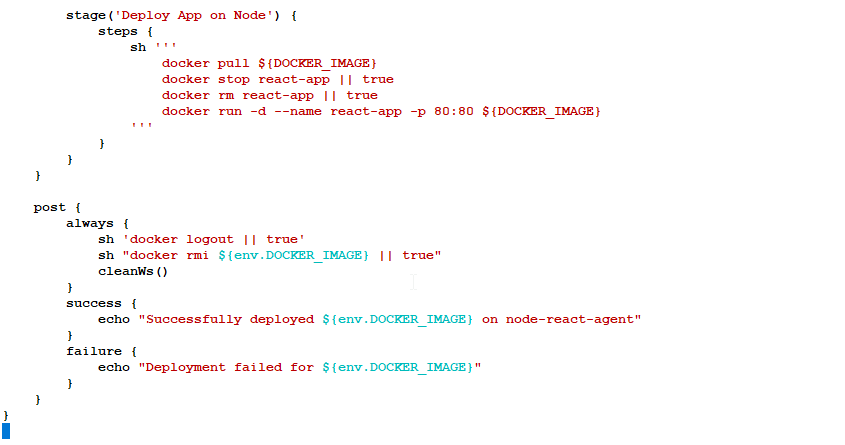 stage('Deploy App on Node') {
            steps {
                sh '''
                    docker pull ${DOCKER_IMAGE}
                    docker stop react-app || true
                    docker rm react-app || true
                    docker run -d --name react-app -p 80:80 ${DOCKER_IMAGE}
                '''
            }
        }
    }

    post {
        always {
            sh 'docker logout || true'
            sh "docker rmi ${env.DOCKER_IMAGE} || true"
            cleanWs()
        }
        success {
            echo "Successfully deployed ${env.DOCKER_IMAGE} on node-react-agent"
        }
        failure {
            echo "Deployment failed for ${env.DOCKER_IMAGE}"
        }
    }
}